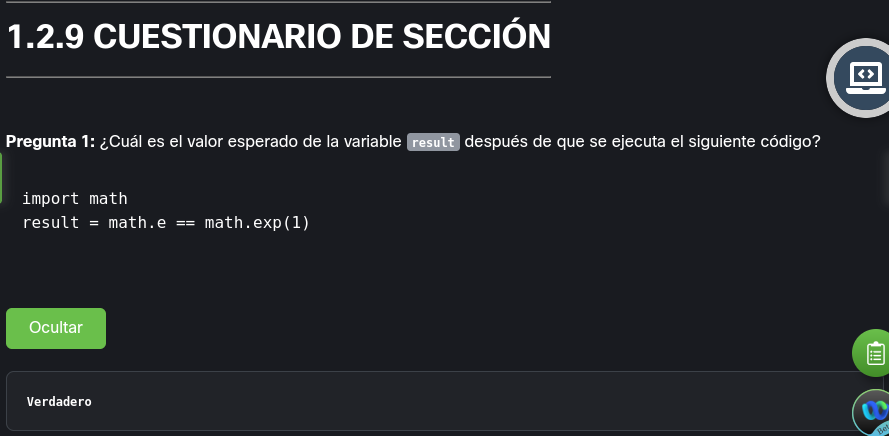 1.2.9 CUESTIONARIO DE SECCIÓN
Pregunta 1: ¿Cuál es el valor esperado de la variable result después de que se ejecuta el siguiente código?
import math
result = math.e == math.exp(1)
Ocultar
Verdadero